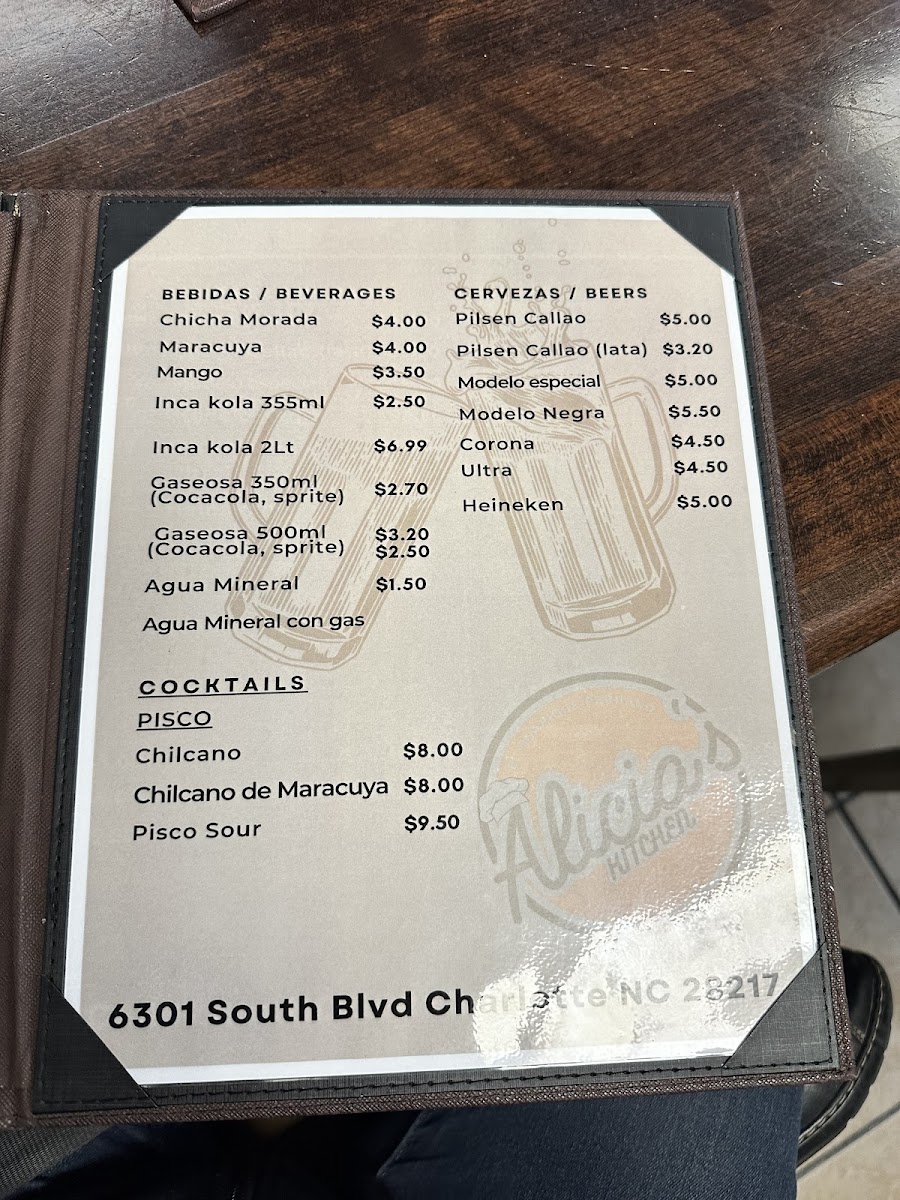 BEBIDAS / BEVERAGES
Chicha Morada $4.00
Maracuya $4.00
Mango $3.50
Inca kola 355ml $2.50
Inca kola 2Lt $6.99
Gaseosa 350ml
(Cocacola, sprite) $2.70
Gaseosa 500ml $3.20
(Cocacola, sprite) $2.50
Agua Mineral $1.50
Agua Mineral con gas
CERVEZAS / BEERS
Pilsen Callao $5.00
Pilsen Callao (lata) $3.20
Modelo especial $5.00
Modelo Negra $5.50
Corona $4.50
Ultra $4.50
Heineken $5.00
COCKTAILS
PISCO
Chilcano $8.00
Chilcano de Maracuya $8.00
Pisco Sour $9.50
Alicia's
KITCHEN
6301 South Blvd Charlotte NC 28217